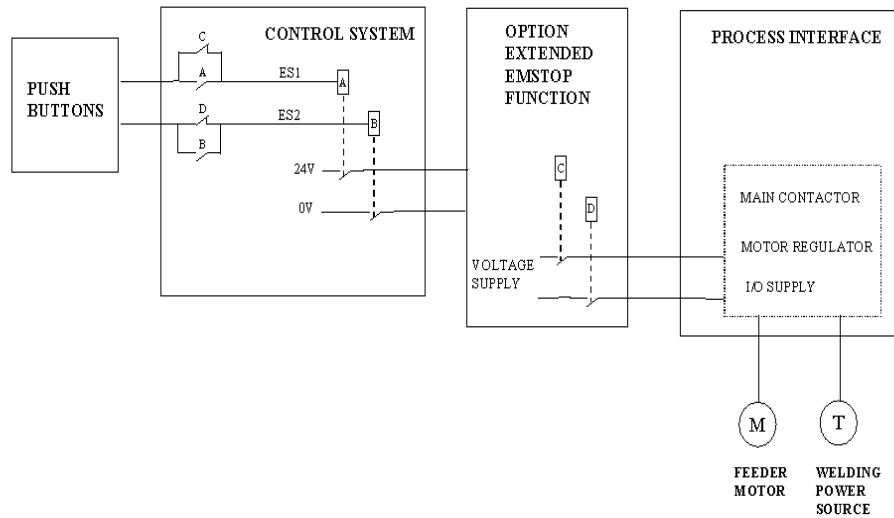 PUSH
BUTTONS
CONTROL SYSTEM
C
A
ES1
A
D
ES2
B
B
24V
0V
OPTION
EXTENDED
EMSTOP
FUNCTION
C
D
VOLTAGE
SUPPLY
PROCESS INTERFACE
MAIN CONTACTOR
MOTOR REGULATOR
I/O SUPPLY
M
T
FEEDER
MOTOR
WELDING
POWER
SOURCE